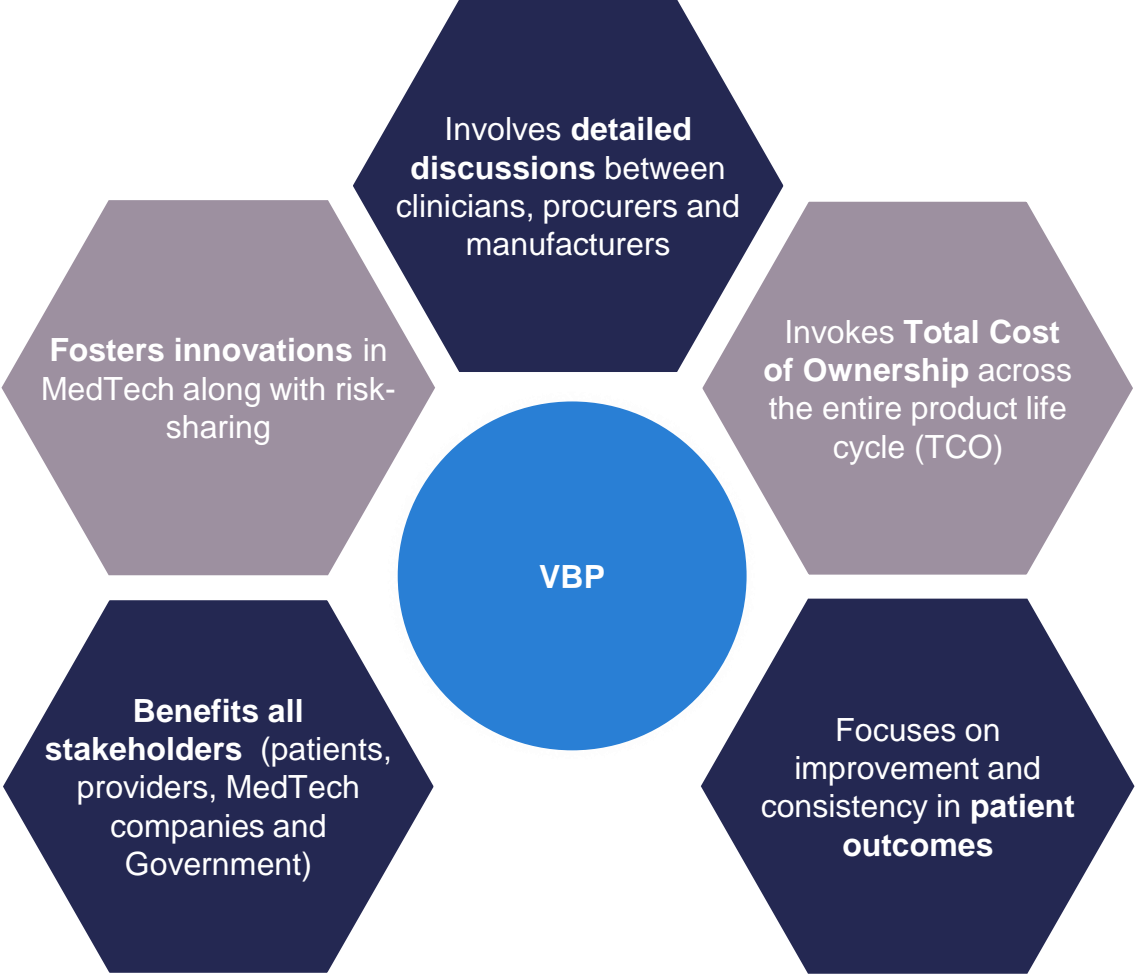 Involves detailed
discussions between
clinicians, procurers and
manufacturers
Fosters innovations in
MedTech along with risk-
sharing
Invokes Total Cost
of Ownership across
the entire product life
cycle (TCO)
VBP
Benefits all
stakeholders (patients,
providers, MedTech
companies and
Government)
Focuses on
improvement and
consistency in patient
outcomes